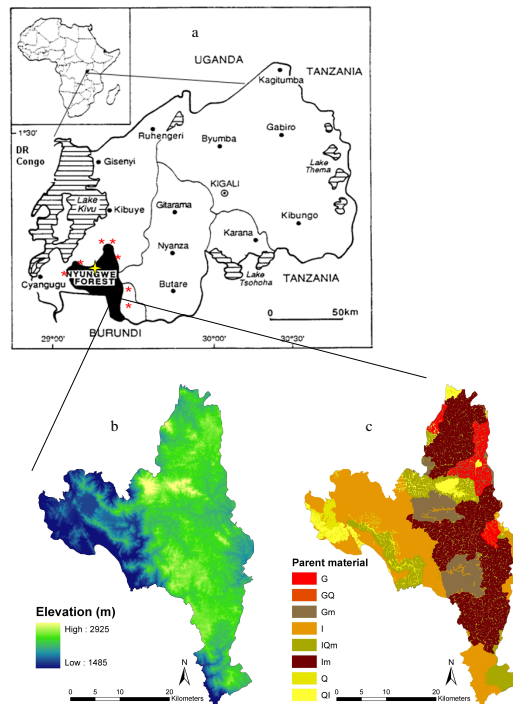 a
UGANDA
TANZANIA
Kagitumba
1°30'
DR
Congo
Ruhengeri
Byumba
Gabiro
Gisenyi
Lake
Thema
KIGALI
Lake
Kivu
Kibuye
Gitarama
Kibungo
Karana
Nyanza
Cyangugu
NYUNGWE
FOREST
Butare
Lake
Tsohoha
TANZANIA
BURUNDI
0 50km
29°00
30°00
30°30
b
c
Elevation (m)
High : 2925
Low : 1485
N
0 5 10 20
Kilometers
Parent material
G
GQ
Gm
I
IQm
Im
Q
QI
N
0 5 10 20
Kilometers